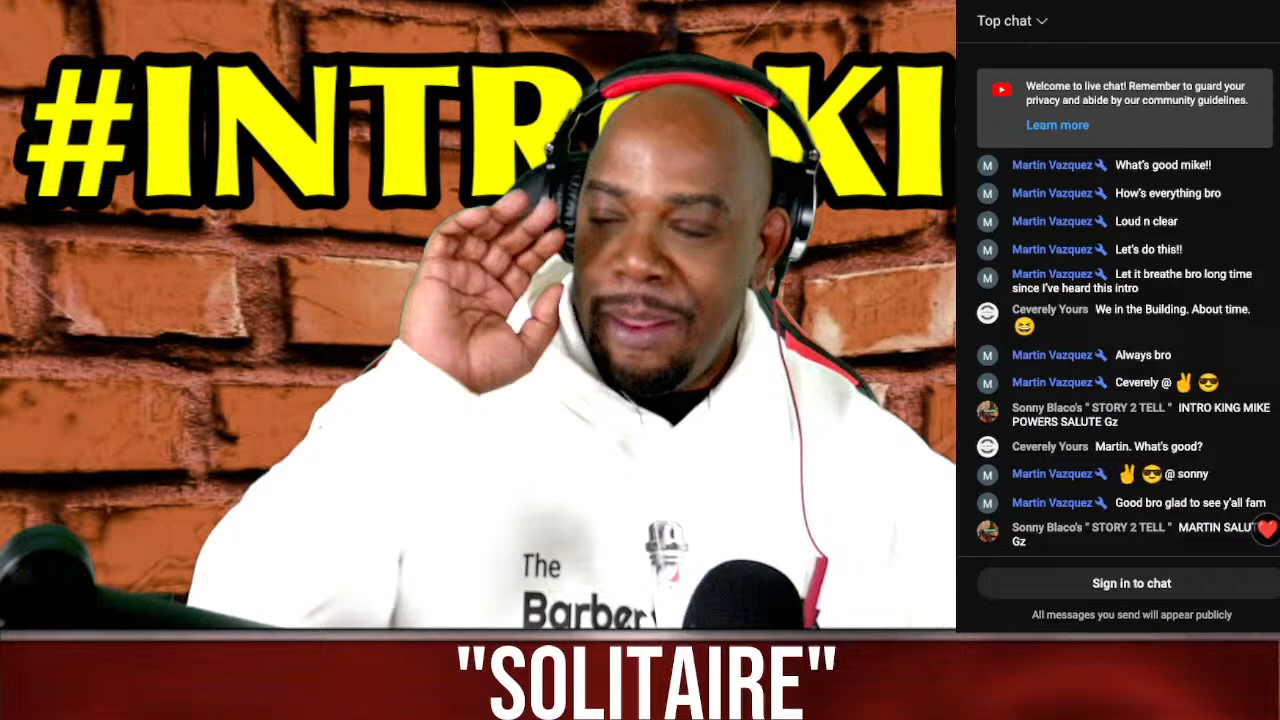 #INTRO KI
The
Barber
"SOLITAIRE"
Top chat
Welcome to live chat! Remember to guard your
privacy and abide by our community guidelines.
Learn more
M Martin Vazquez What's good mike!!
M Martin Vazquez How's everything bro
M Martin Vazquez Loud n clear
M Martin Vazquez Let's do this!!
M Martin Vazquez Let it breathe bro long time
since I've heard this intro
Ceverely Yours We in the Building. About time.
😆
M Martin Vazquez Always bro
M Martin Vazquez Ceverely @ ✌️ 😎
Sonny Blaco's " STORY 2 TELL " INTRO KING MIKE
POWERS SALUTE Gz
Ceverely Yours Martin. What's good?
M Martin Vazquez ✌️ 😎 @ sonny
M Martin Vazquez Good bro glad to see y'all fam
Sonny Blaco's " STORY 2 TELL " MARTIN SALUT
Gz
Sign in to chat
All messages you send will appear publicly